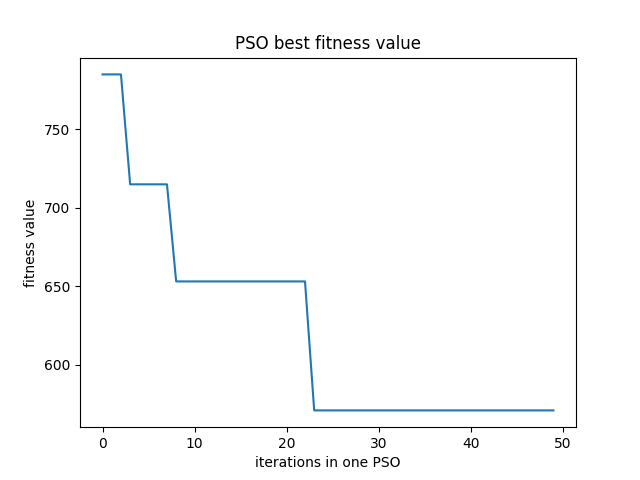 PSO best fitness value
750
700
650
600
fitness value
0 10 20 30 40 50
iterations in one PSO